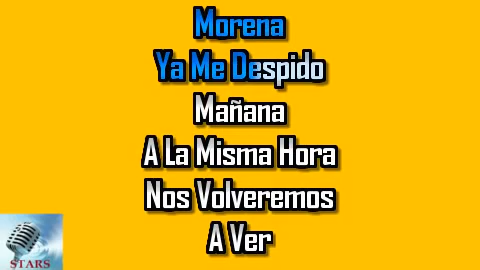 Morena
Ya Me Despido
Mañana
A La Misma Hora
Nos Volveremos
A Ver
STARS